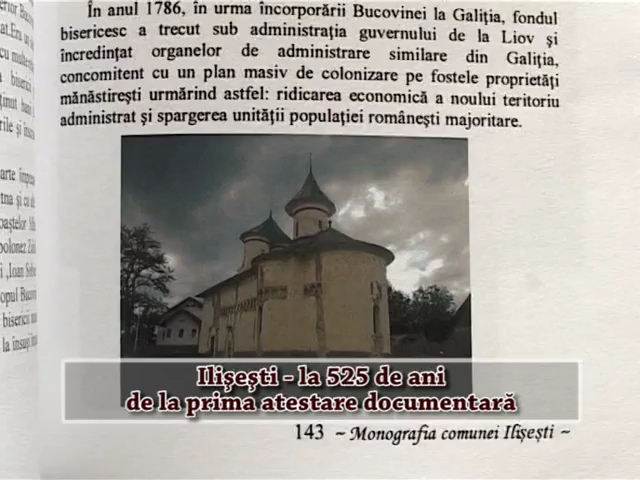 În anul 1786, în urma încorporării Bucovinei la Galiția, fondul
bisericesc a trecut sub administrația guvernului de la Liov și
încredințat organelor de administrare similare din Galiția,
concomitent cu un plan masiv de colonizare pe fostele proprietăți
mănăstirești urmărind astfel: ridicarea economică a noului teritoriu
administrat și spargerea unității populației românești majoritare.
Ilişeşti - la 525 de ani
de la prima atestare documentară
143 ~ Monografia comunei Ilișești ~